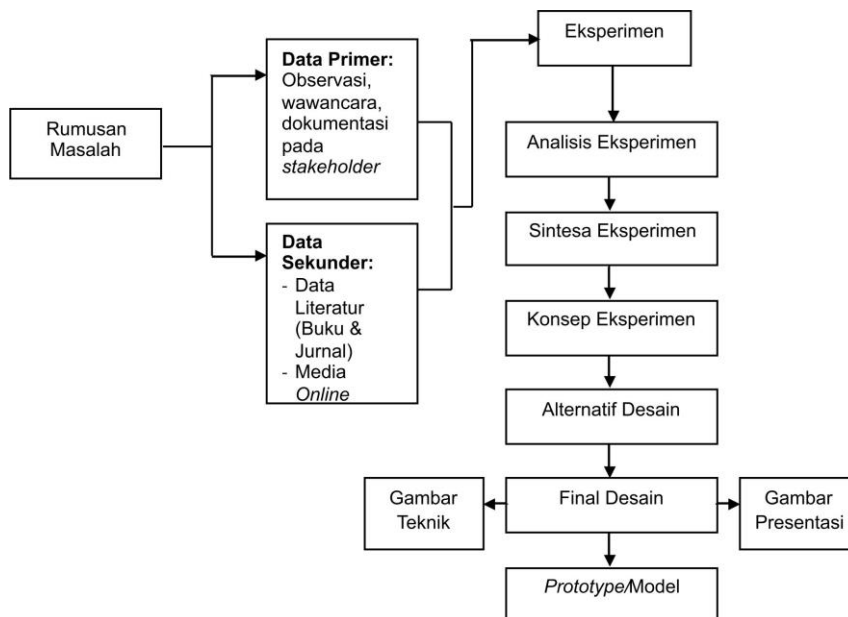 Rumusan
Masalah
Data Primer:
Observasi,
wawancara,
dokumentasi
pada
stakeholder
Data
Sekunder:
- Data
Literatur
(Buku &
Jurnal)
- Media
Online
Eksperimen
Analisis Eksperimen
Sintesa Eksperimen
Konsep Eksperimen
Alternatif Desain
Gambar
Teknik
Final Desain
Gambar
Presentasi
Prototype/Model